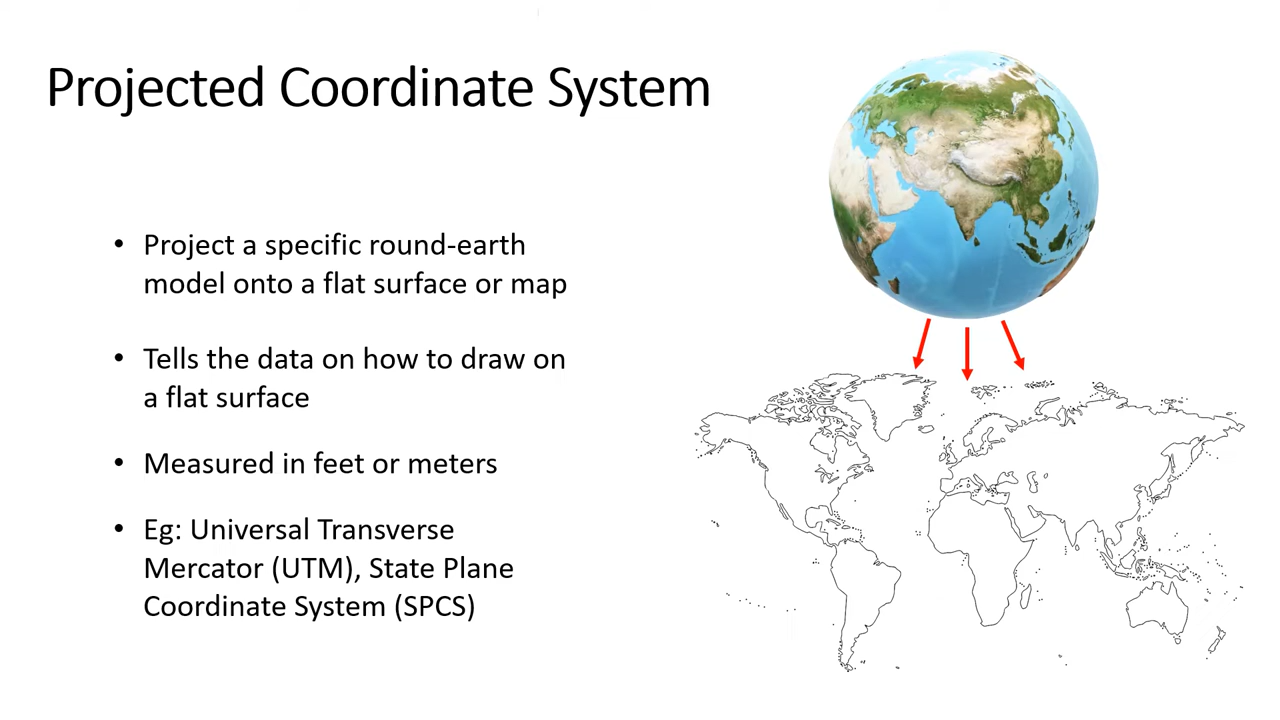 Projected Coordinate System
• Project a specific round-earth
model onto a flat surface or map
• Tells the data on how to draw on
a flat surface
• Measured in feet or meters
• Eg: Universal Transverse
Mercator (UTM), State Plane
Coordinate System (SPCS)